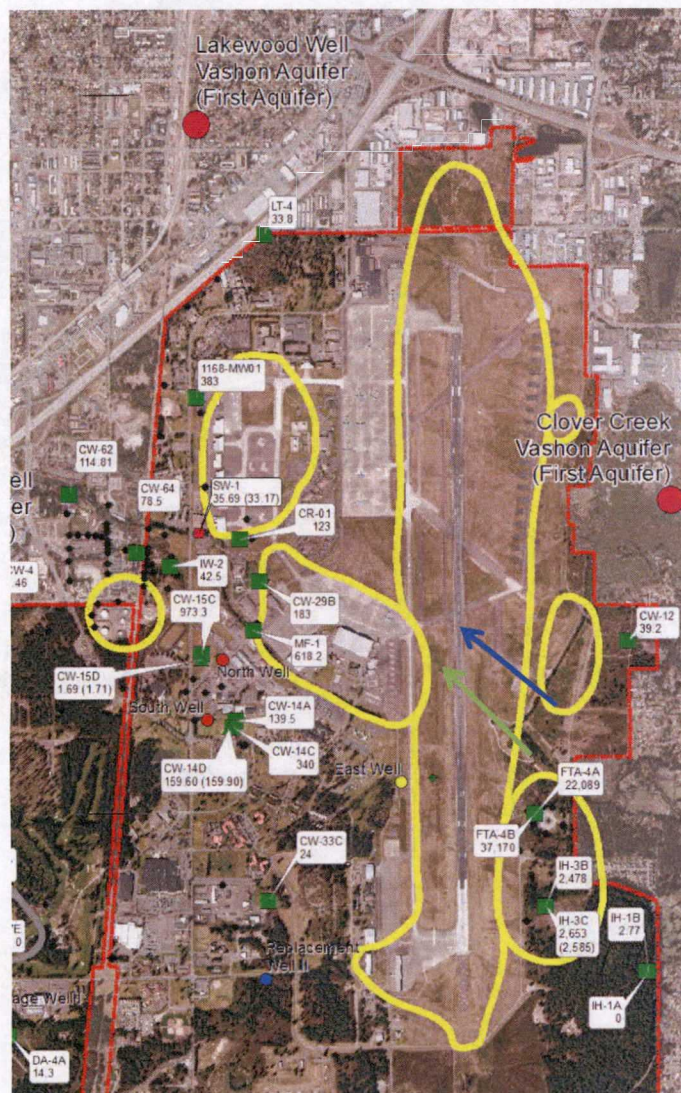 Lakewood Well
Vashon Aquifer
(First Aquifer)
LT-4
33.8
1168-MW01
383
Clover Creek
Vashon Aquifer
(First Aquifer)
CW-62
114.81
CW-64
78.5
SW-1
35.69 (33.17)
CR-01
123
IW-2
42.5
46
CW-15C
973.3
CW-29B
183
MF-1
618.2
CW-12
39.2
CW-15D
1.69 (1.71)
North Well
South Well
CW-14A
139.5
CW-14C
340
CW-14D
159.60 (159.90)
East Well
FTA-4A
22,089
FTA-4B
37,170
CW-33C
24
IH-3B
2,478
IH-3C
2,653
(2,585)
IH-1B
2.77
Replacement
Well II
IH-1A
0
DA-4A
14.3